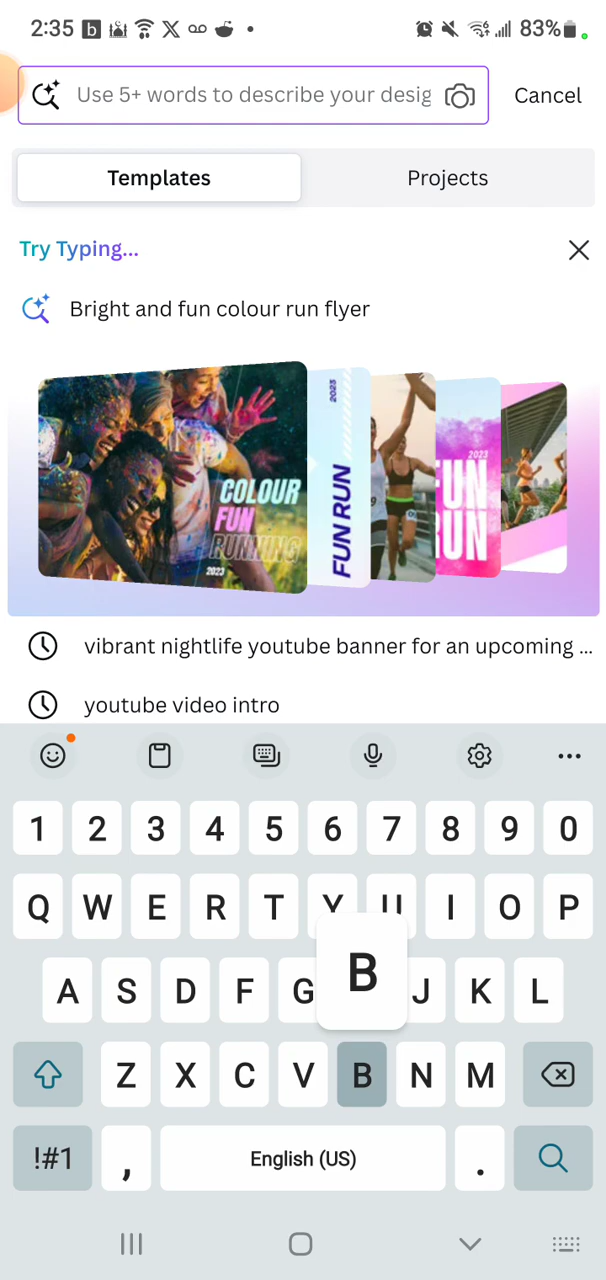 2:35 b X 6 83%
Use 5+ words to describe your desig Cancel
Templates Projects
Try Typing...
Bright and fun colour run flyer
COLOUR
FUN
RUNNING
2023
2023
FUN RUN
2023
FUN
RUN
vibrant nightlife youtube banner for an upcoming ...
youtube video intro
1 2 3 4 5 6 7 8 9 0
Q W E R T Y U I O P
A S D F G B J K L
Z X C V B N M
!#1 , English (US) .